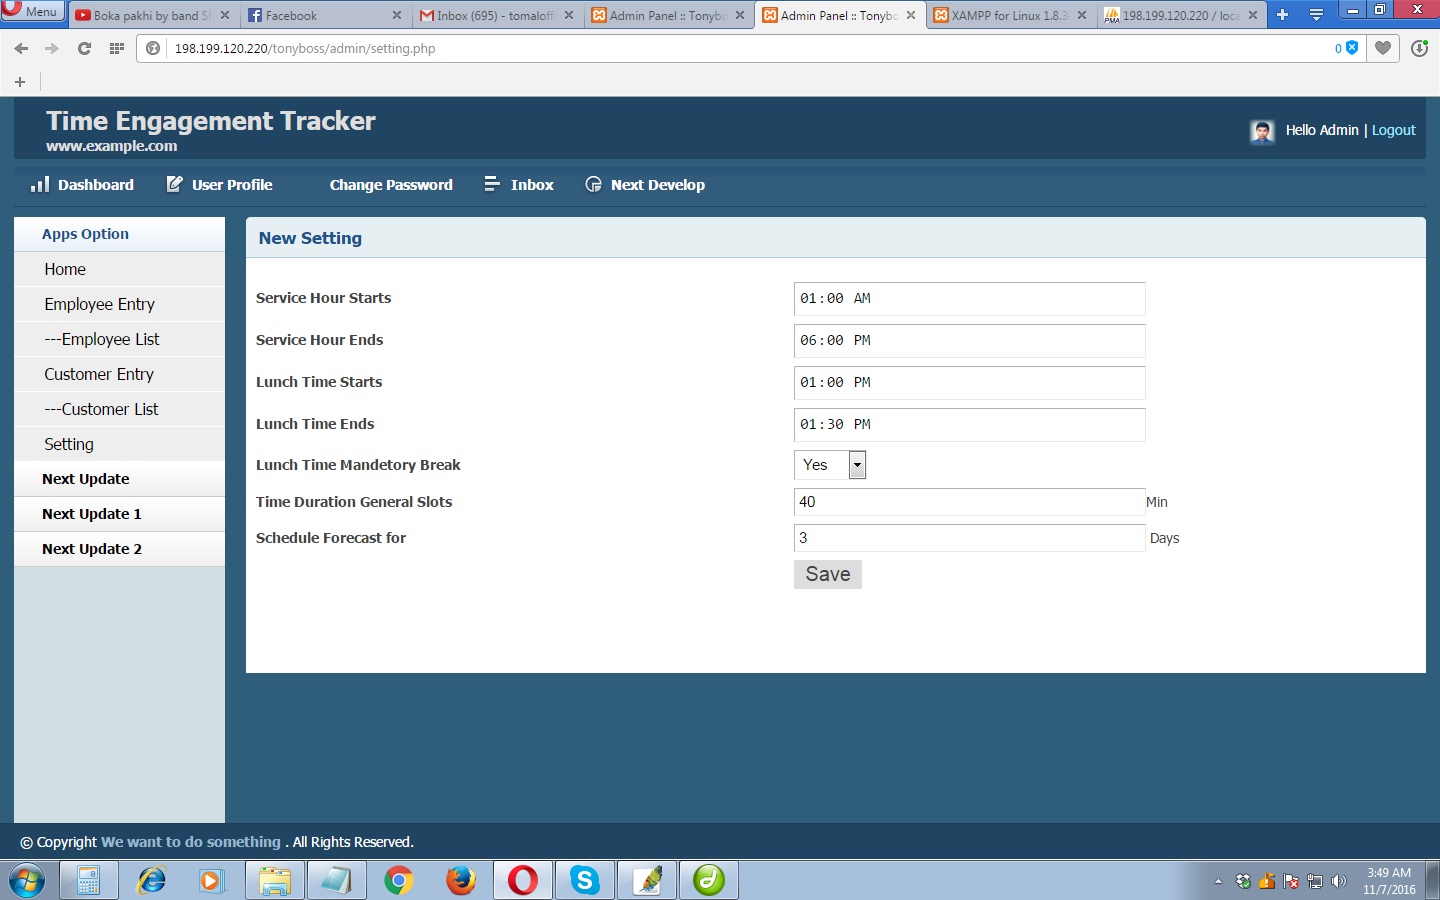 Menu
Boka pakhi by band S
Facebook
Inbox (695) - tomaloff
Admin Panel :: Tonyb
Admin Panel :: Tonyb
XAMPP for Linux 1.8.3
198.199.120.220 / loca
198.199.120.220/tonyboss/admin/setting.php
0
Time Engagement Tracker
www.example.com
Hello Admin | Logout
Dashboard
User Profile
Change Password
Inbox
Next Develop
Apps Option
Home
Employee Entry
---Employee List
Customer Entry
---Customer List
Setting
Next Update
Next Update 1
Next Update 2
New Setting
Service Hour Starts
01:00 AM
Service Hour Ends
06:00 PM
Lunch Time Starts
01:00 PM
Lunch Time Ends
01:30 PM
Lunch Time Mandetory Break
Yes
Time Duration General Slots
40
Min
Schedule Forecast for
3
Days
Save
© Copyright We want to do something . All Rights Reserved.
3:49 AM
11/7/2016